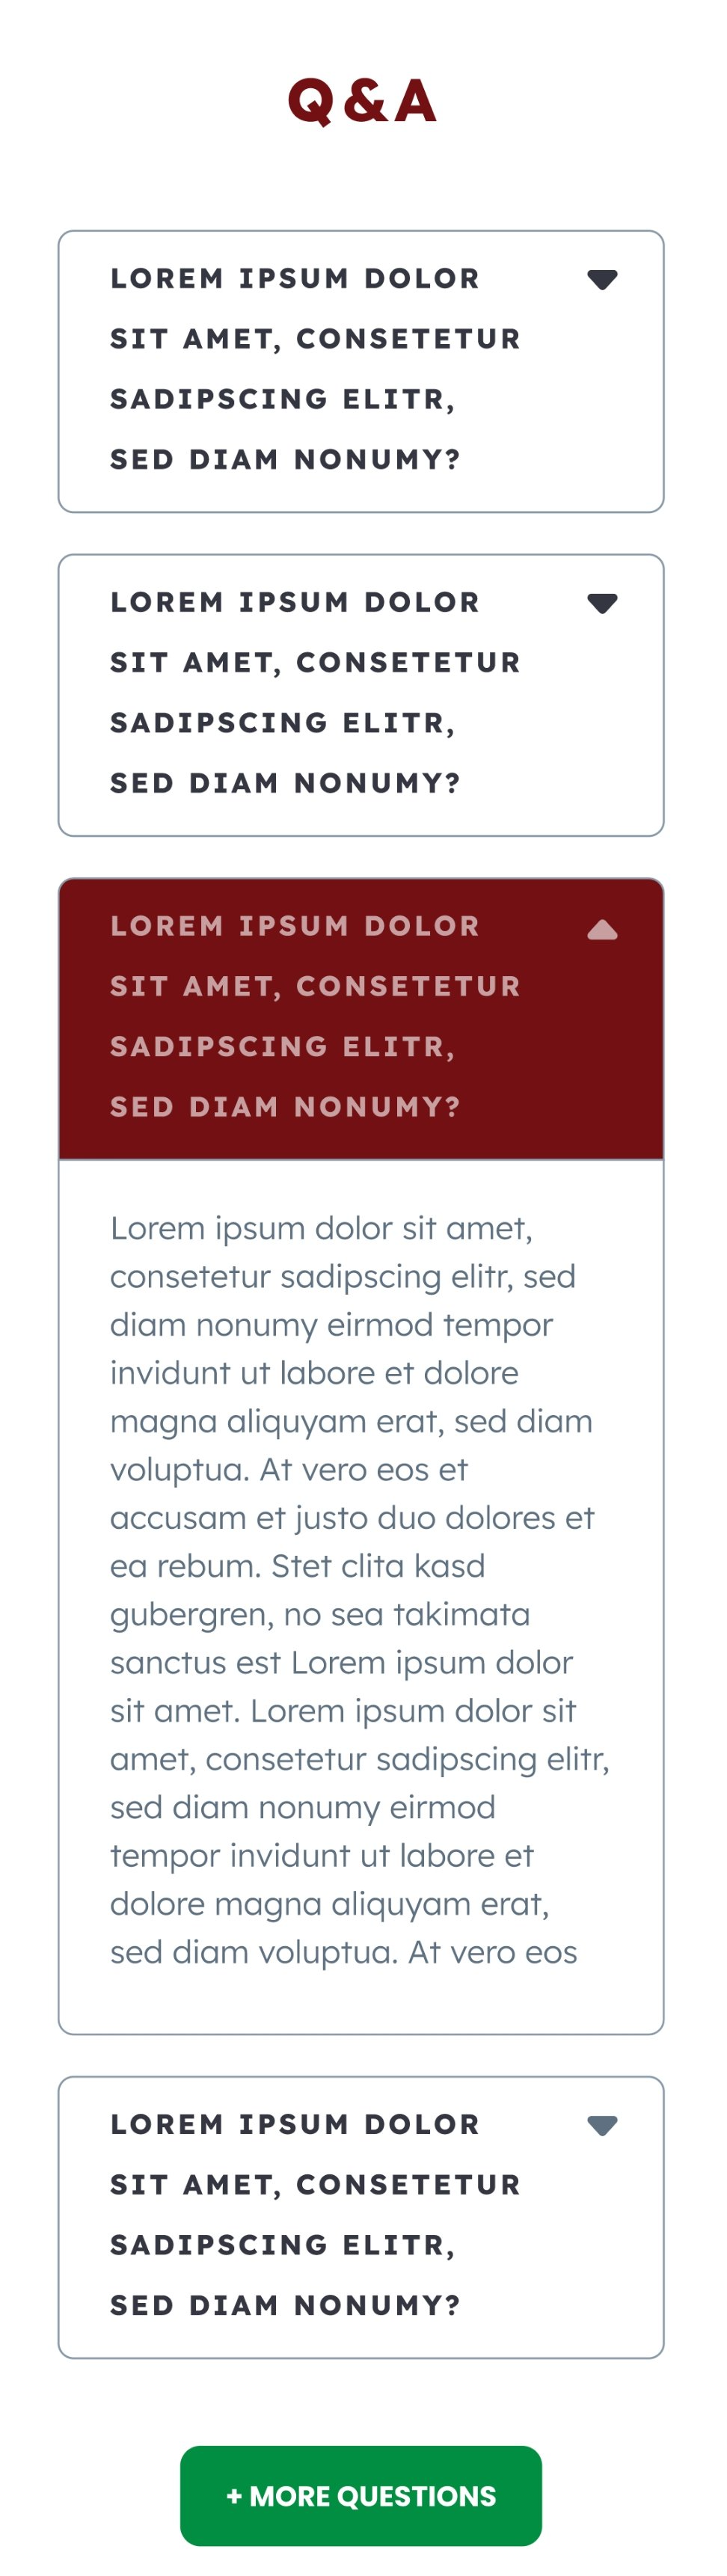 Q&A
LOREM IPSUM DOLOR
SIT AMET, CONSETETUR
SADIPSCING ELITR,
SED DIAM NONUMY?
LOREM IPSUM DOLOR
SIT AMET, CONSETETUR
SADIPSCING ELITR,
SED DIAM NONUMY?
LOREM IPSUM DOLOR
SIT AMET, CONSETETUR
SADIPSCING ELITR,
SED DIAM NONUMY?
Lorem ipsum dolor sit amet,
consetetur sadipscing elitr, sed
diam nonumy eirmod tempor
invidunt ut labore et dolore
magna aliquyam erat, sed diam
voluptua. At vero eos et
accusam et justo duo dolores et
ea rebum. Stet clita kasd
gubergren, no sea takimata
sanctus est Lorem ipsum dolor
sit amet. Lorem ipsum dolor sit
amet, consetetur sadipscing elitr,
sed diam nonumy eirmod
tempor invidunt ut labore et
dolore magna aliquyam erat,
sed diam voluptua. At vero eos
LOREM IPSUM DOLOR
SIT AMET, CONSETETUR
SADIPSCING ELITR,
SED DIAM NONUMY?
+ MORE QUESTIONS